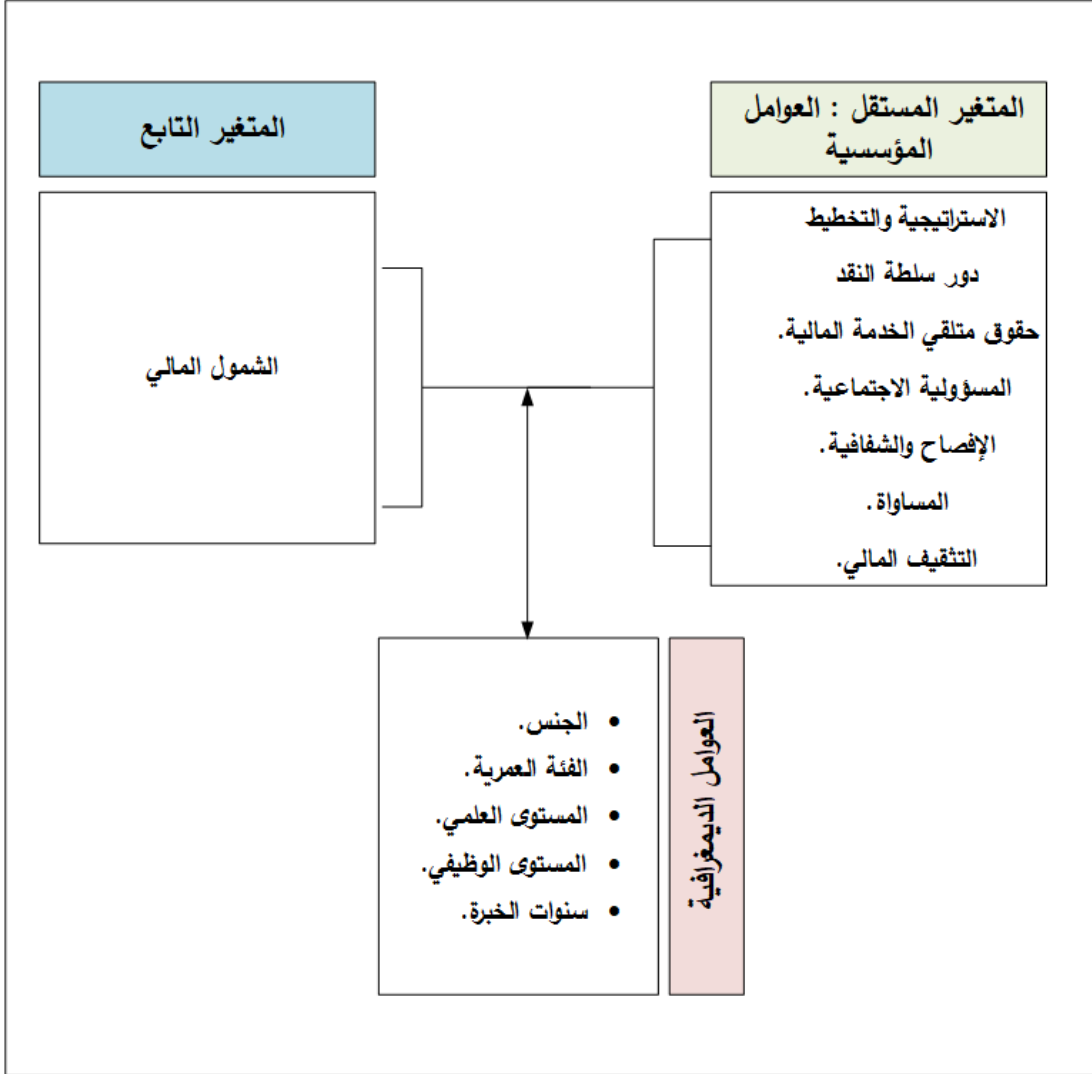 المتغير المستقل : العوامل
المؤسسية
الاستراتيجية والتخطيط
دور سلطة النقد
حقوق متلقي الخدمة المالية.
المسؤولية الاجتماعية.
الإفصاح والشفافية.
المساواة.
التثقيف المالي.
المتغير التابع
الشمول المالي
العوامل الديمغرافية
• الجنس.
• الفئة العمرية.
• المستوى العلمي.
• المستوى الوظيفي.
• سنوات الخبرة.